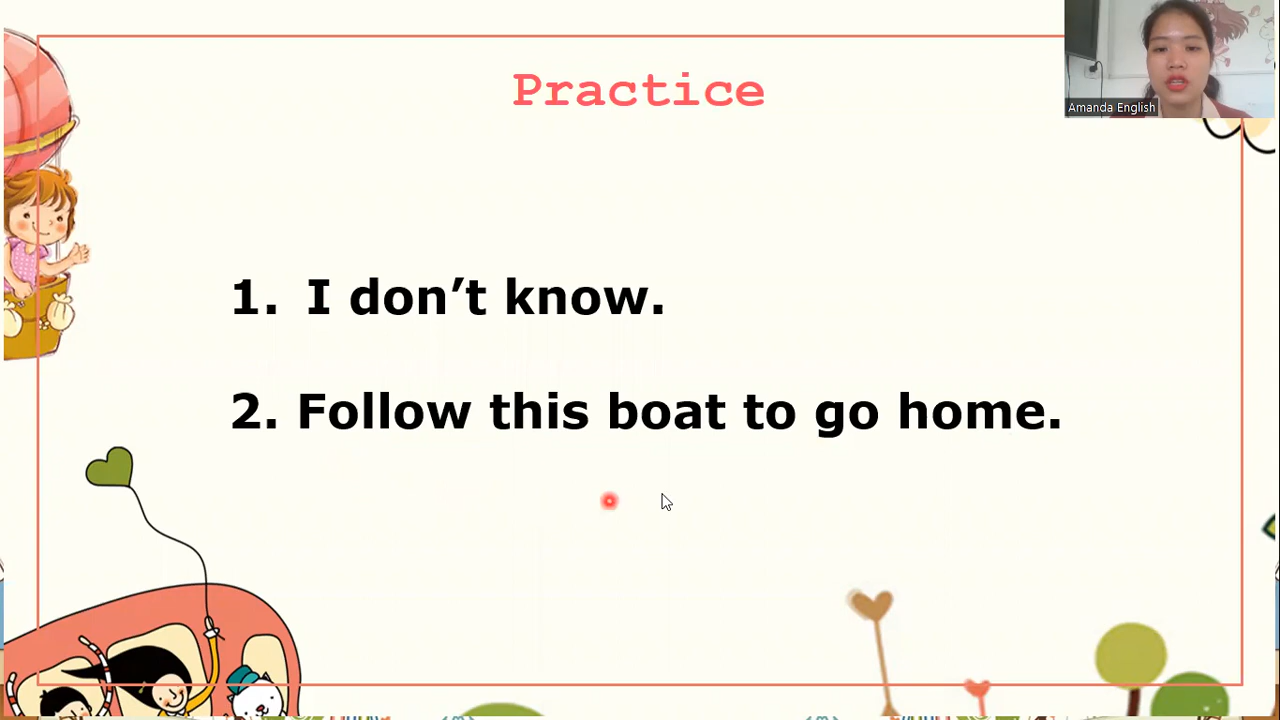 Practice
Amanda English
1. I don’t know.
2. Follow this boat to go home.